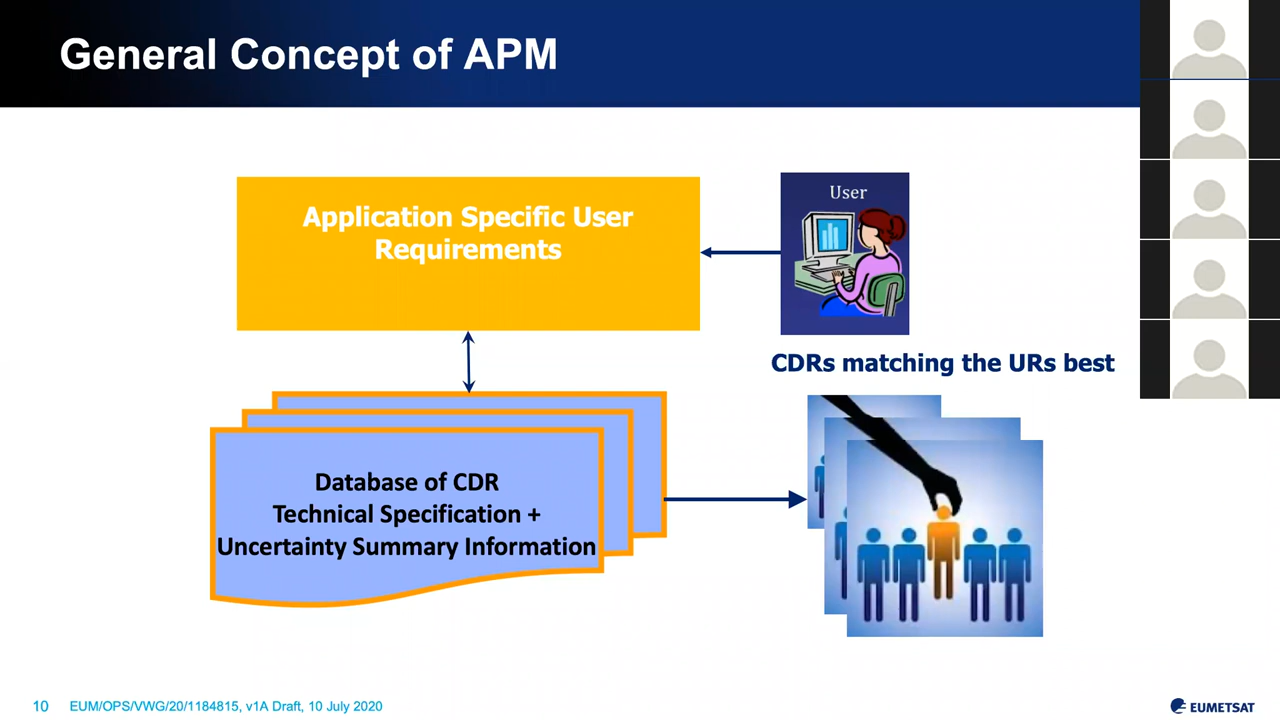 General Concept of APM
Application Specific User
Requirements
User
CDRs matching the URs best
Database of CDR
Technical Specification +
Uncertainty Summary Information
10 EUM/OPS/VWG/20/1184815, v1A Draft, 10 July 2020
EUMETSAT